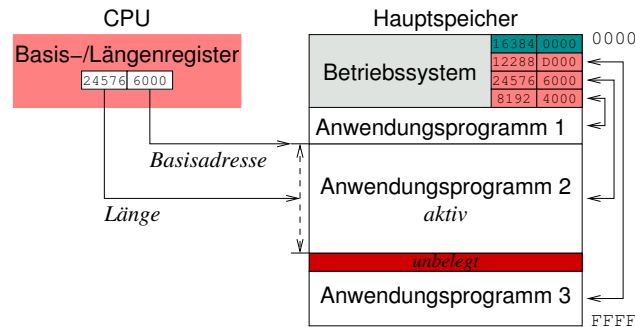 CPU
Hauptspeicher
Basis–/Längenregister
24576 6000
Betriebssystem
16384 0000
12288 D000
24576 6000
8192 4000
0000
Anwendungsprogramm 1
Basisadresse
Anwendungsprogramm 2
aktiv
Länge
unbelegt
Anwendungsprogramm 3
FFFF